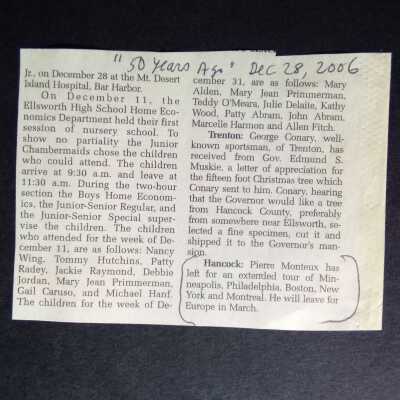 "50 Years Ago" Dec 28, 2006
Jr., on December 28 at the Mt. Desert
Island Hospital, Bar Harbor.
On December 11, the
Ellsworth High School Home Eco-
nomics Department held their first
session of nursery school. To
show no partiality the Junior
Chambermaids chose the children
who could attend. The children
arrive at 9:30 a.m. and leave at
11:30 a.m. During the two-hour
section the Boys Home Econom-
ics, the Junior-Senior Regular, and
the Junior-Senior Special super-
vise the children. The children
who attended for the week of De-
cember 11, are as follows: Nancy
Wing, Tommy Hutchins, Patty
Radey, Jackie Raymond, Debbie
Jordan, Mary Jean Primmerman,
Gail Caruso, and Michael Hanf.
The children for the week of De-
cember 31, are as follows: Mary
Alden, Mary Jean Primmerman,
Teddy O'Meara, Julie Delaite, Kathy
Wood, Patty Abram, John Abram,
Marcelle Harmon and Allen Fitch.
Trenton: George Conary, well-
known sportsman, of Trenton, has
received from Gov. Edmund S.
Muskie, a letter of appreciation for
the fifteen foot Christmas tree which
Conary sent to him. Conary, hearing
that the Governor would like a tree
from Hancock County, preferably
from somewhere near Ellsworth, se-
lected a fine specimen, cut it and
shipped it to the Governor's man-
sion.
Hancock: Pierre Monteux has
left for an extended tour of Min-
neapolis, Philadelphia, Boston, New
York and Montreal. He will leave for
Europe in March.